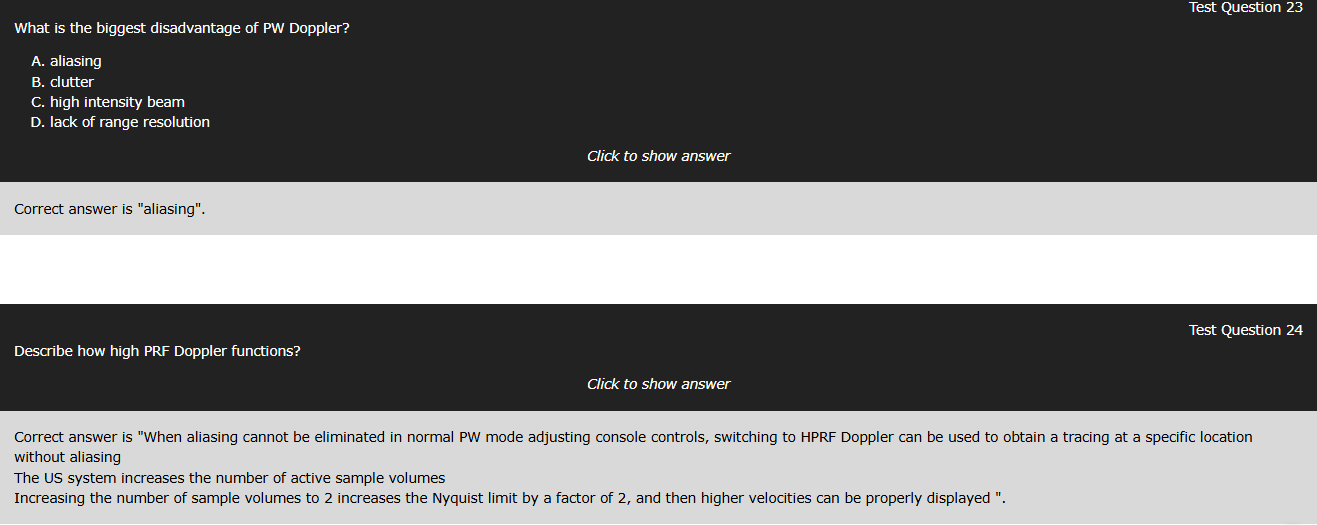 Test Question 23
What is the biggest disadvantage of PW Doppler?
A. aliasing
B. clutter
C. high intensity beam
D. lack of range resolution
Click to show answer
Correct answer is "aliasing".
Test Question 24
Describe how high PRF Doppler functions?
Click to show answer
Correct answer is "When aliasing cannot be eliminated in normal PW mode adjusting console controls, switching to HPRF Doppler can be used to obtain a tracing at a specific location
without aliasing
The US system increases the number of active sample volumes
Increasing the number of sample volumes to 2 increases the Nyquist limit by a factor of 2, and then higher velocities can be properly displayed ".